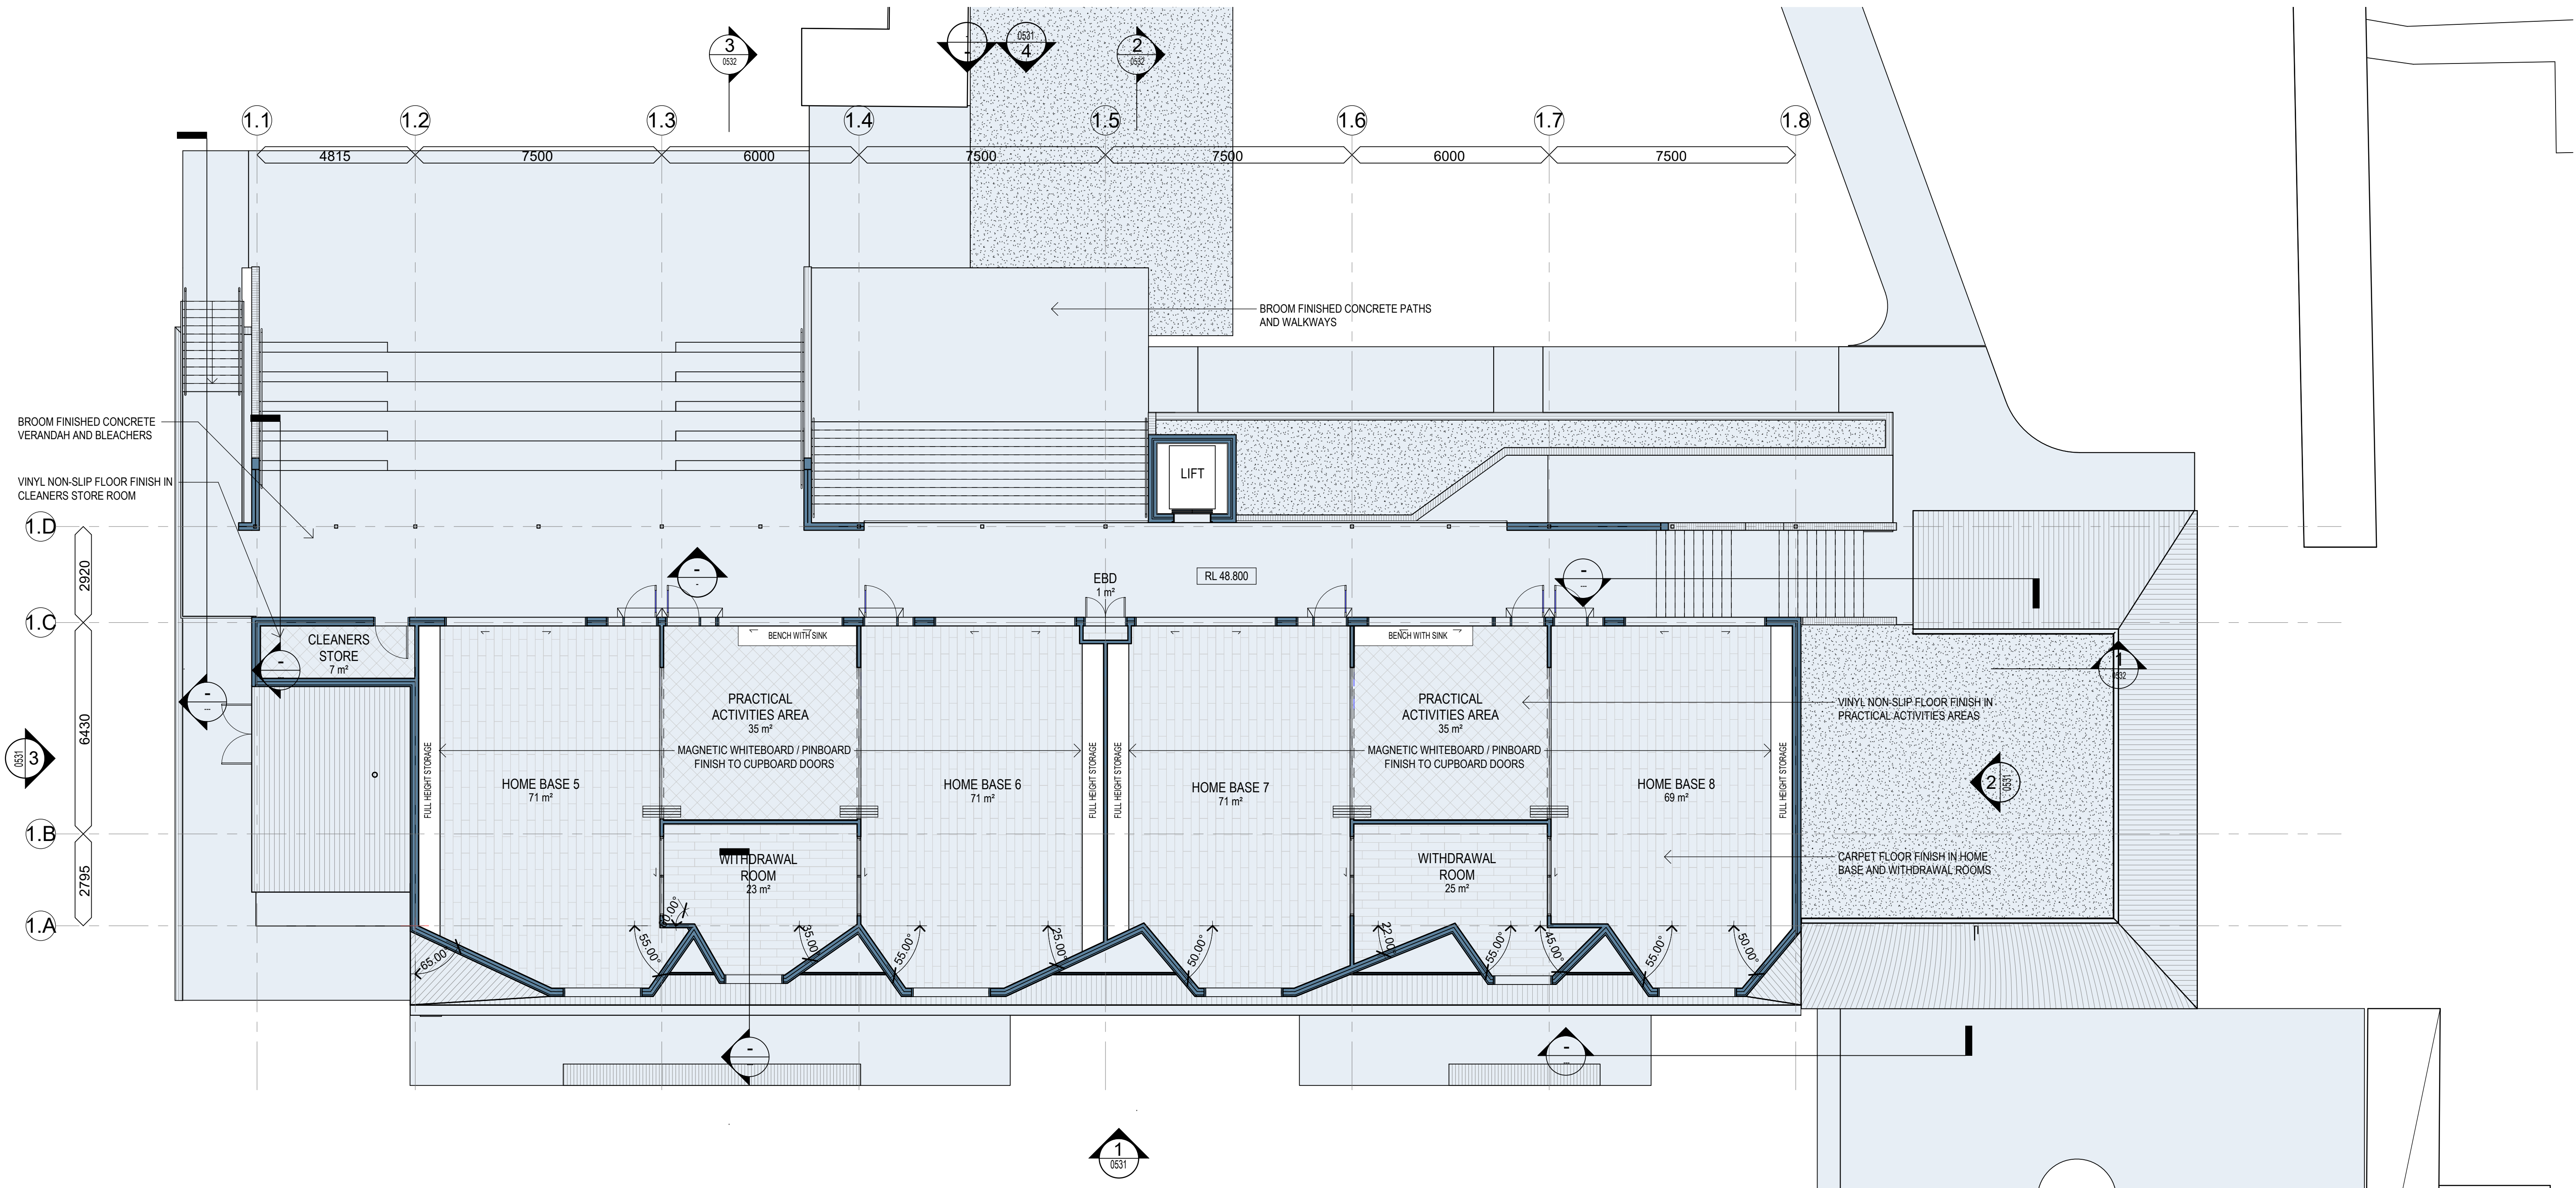 3
0532
-
-
0531
4
2
0532
1.1
1.2
1.3
1.4
1.5
1.6
1.7
1.8
4815
7500
6000
7500
7500
6000
7500
BROOM FINISHED CONCRETE PATHS
AND WALKWAYS
BROOM FINISHED CONCRETE
VERANDAH AND BLEACHERS
VINYL NON-SLIP FLOOR FINISH IN
CLEANERS STORE ROOM
LIFT
1.D
2920
1.C
6430
1.B
2795
1.A
EBD
1 m²
RL 48.800
CLEANERS
STORE
7 m²
BENCH WITH SINK
BENCH WITH SINK
PRACTICAL
ACTIVITIES AREA
35 m²
MAGNETIC WHITEBOARD / PINBOARD
FINISH TO CUPBOARD DOORS
PRACTICAL
ACTIVITIES AREA
35 m²
MAGNETIC WHITEBOARD / PINBOARD
FINISH TO CUPBOARD DOORS
VINYL NON-SLIP FLOOR FINISH IN
PRACTICAL ACTIVITIES AREAS
1
0532
3
0531
2
0531
FULL HEIGHT STORAGE
HOME BASE 5
71 m²
HOME BASE 6
71 m²
FULL HEIGHT STORAGE
FULL HEIGHT STORAGE
HOME BASE 7
71 m²
HOME BASE 8
69 m²
FULL HEIGHT STORAGE
WITHDRAWAL
ROOM
23 m²
WITHDRAWAL
ROOM
25 m²
CARPET FLOOR FINISH IN HOME
BASE AND WITHDRAWAL ROOMS
65.00
55.00°
35.00°
55.00°
25.00°
50.00°
22.00°
55.00°
45.00°
55.00°
50.00°
1
0531